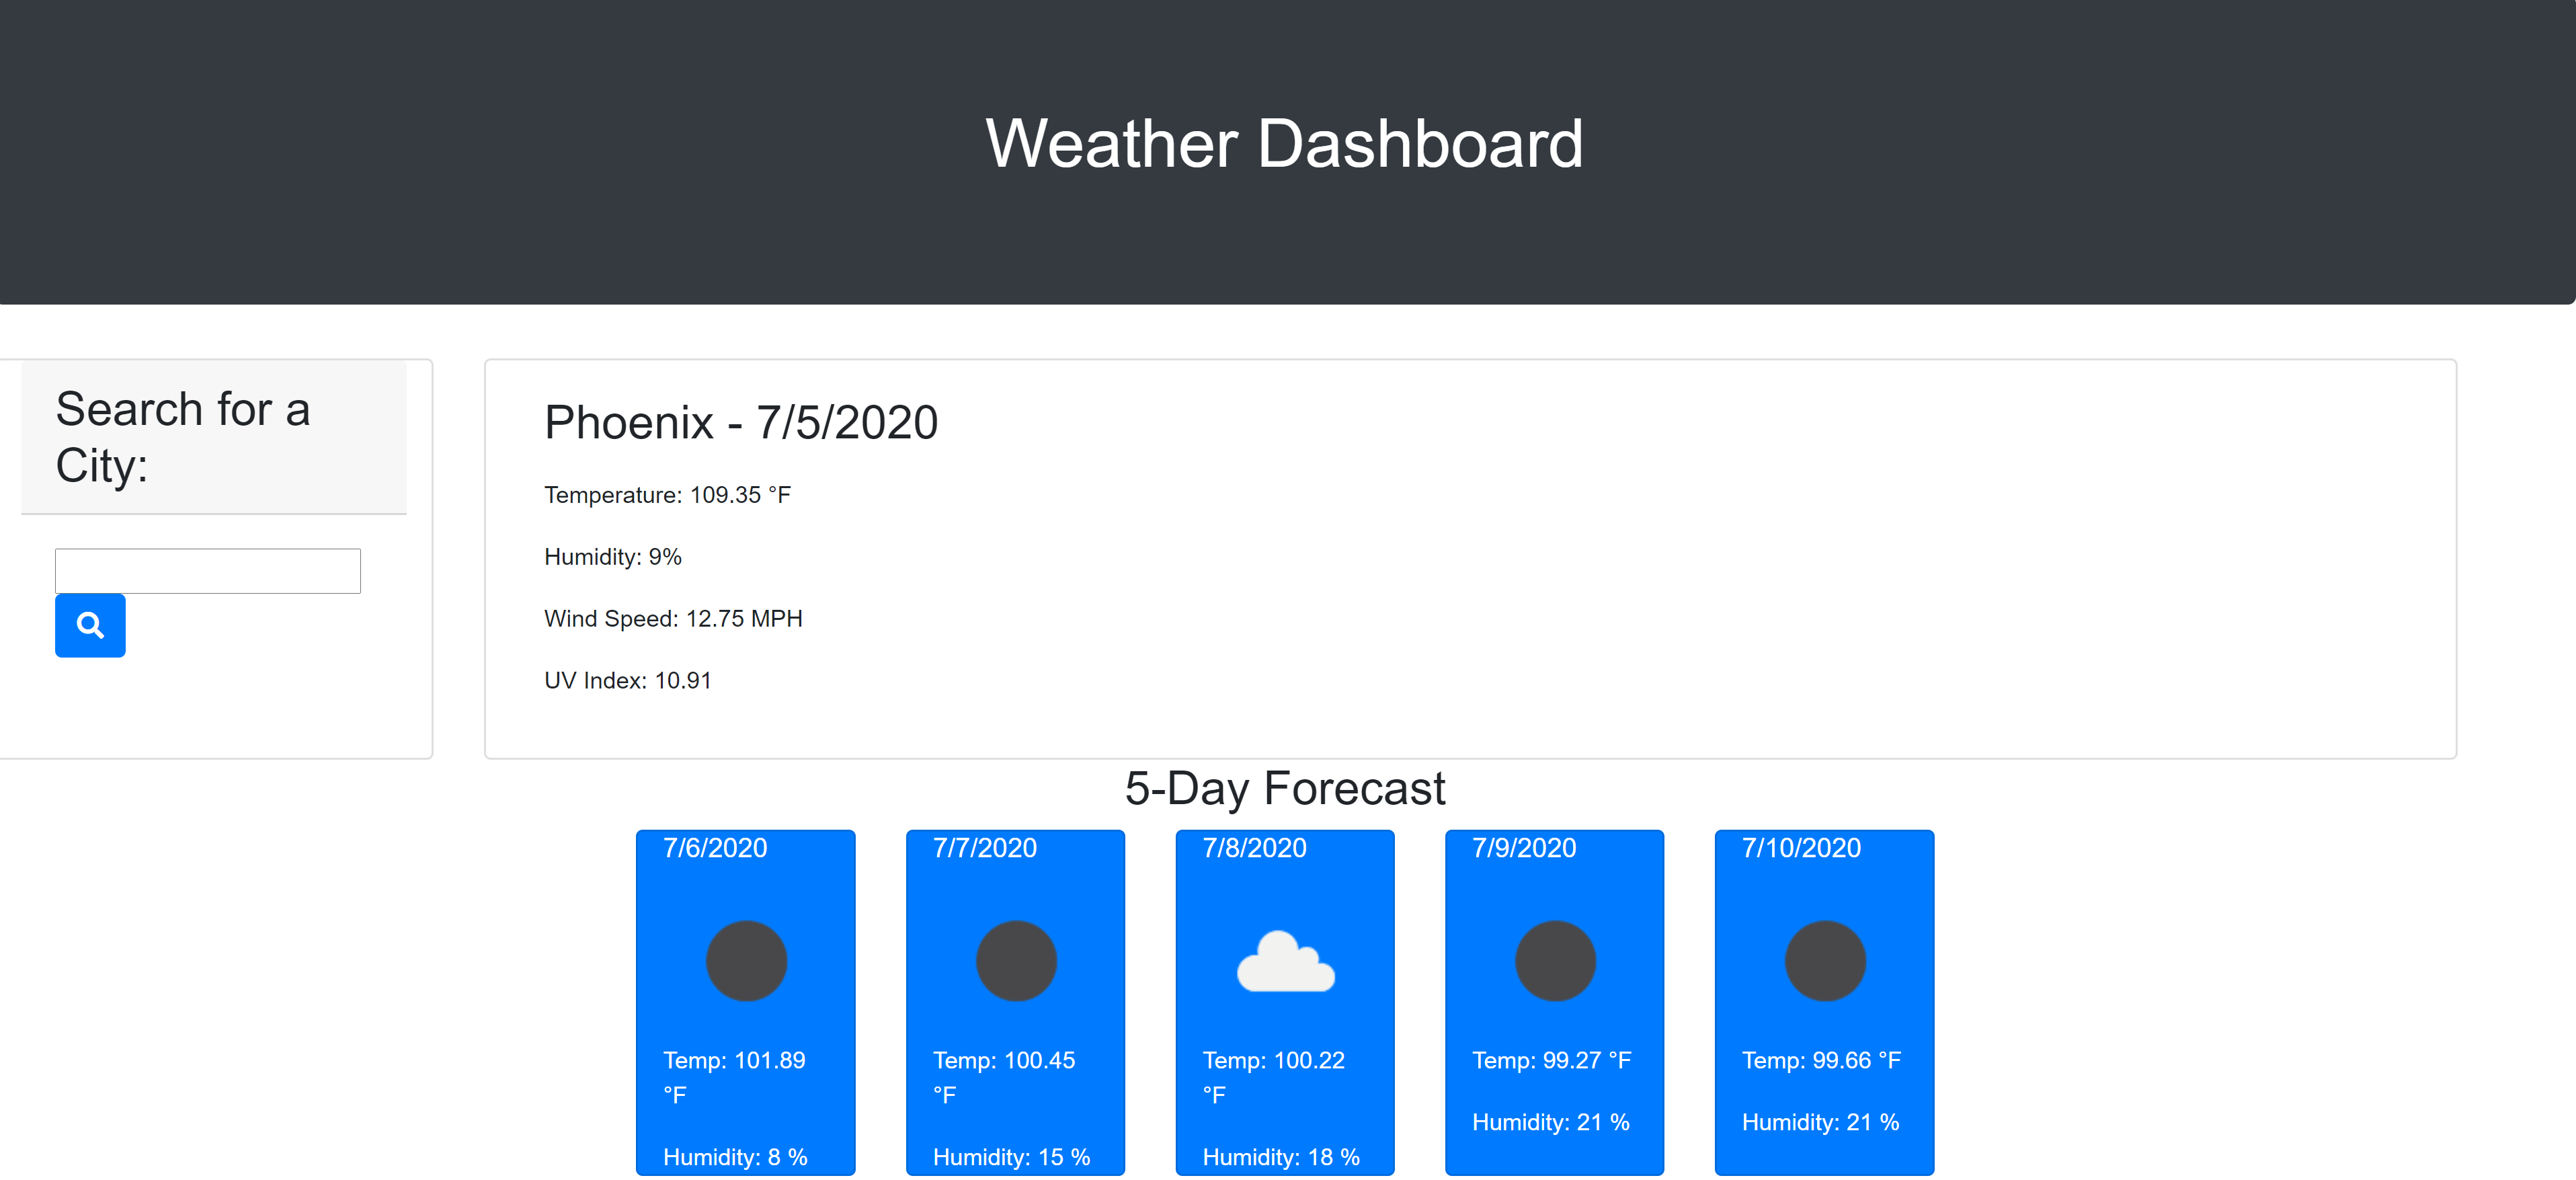 Weather Dashboard
Search for a
City:
Phoenix - 7/5/2020
Temperature: 109.35 °F
Humidity: 9%
Wind Speed: 12.75 MPH
UV Index: 10.91
5-Day Forecast
7/6/2020
Temp: 101.89
°F
Humidity: 8 %
7/7/2020
Temp: 100.45
°F
Humidity: 15 %
7/8/2020
Temp: 100.22
°F
Humidity: 18 %
7/9/2020
Temp: 99.27 °F
Humidity: 21 %
7/10/2020
Temp: 99.66 °F
Humidity: 21 %